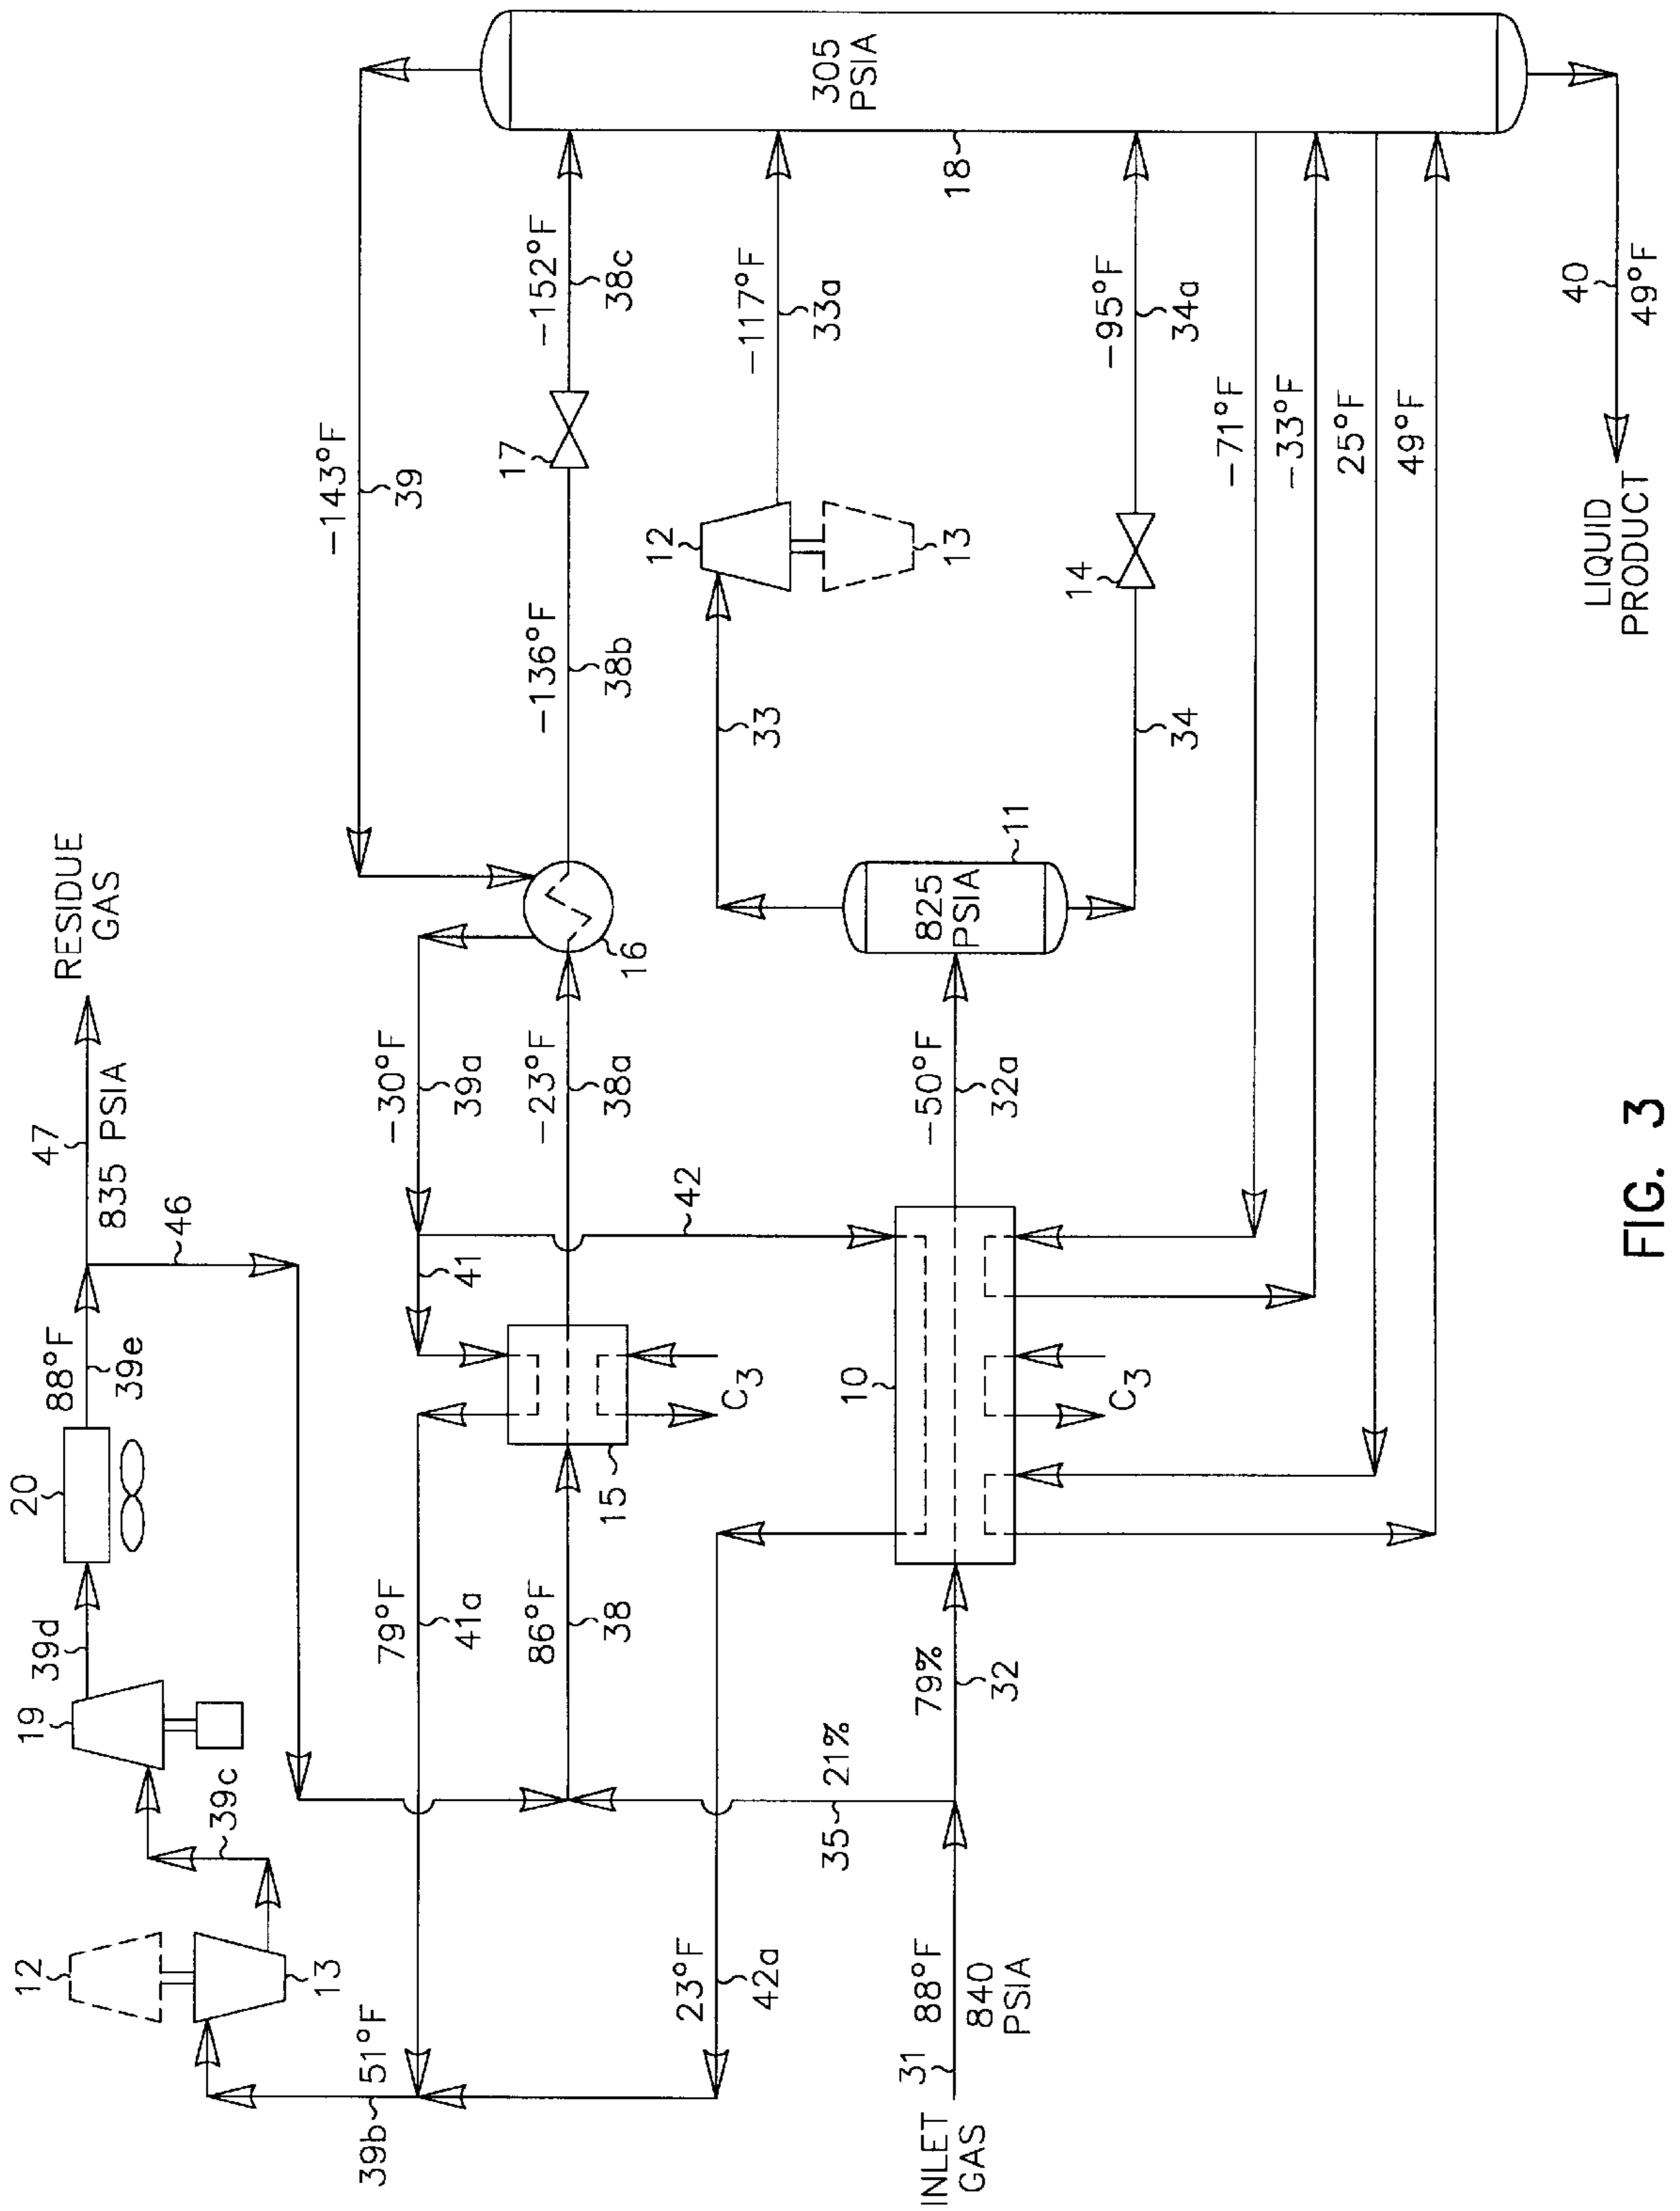 RESIDUE
GAS
47
835 PSIA
46
88°F
39e
20
39d
19
39c
12
13
51°F
39b
-143°F
39
-30°F
39a
41
42
79°F
41a
-152°F
38c
17
-136°F
38b
16
-23°F
38a
15
C3
86°F
38
305
PSIA
18
-117°F
33a
12
13
33
21%
35
23°F
42a
-95°F
34a
14
34
825
PSIA
11
-50°F
32a
10
C3
79%
32
88°F
31
840
PSIA
INLET
GAS
-71°F
-33°F
25°F
49°F
40
49°F
LIQUID
PRODUCT
FIG. 3